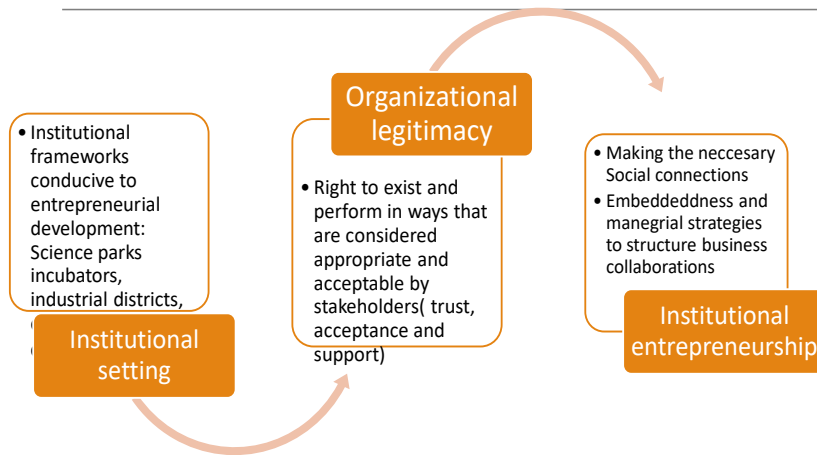 • Institutional
frameworks
conducive to
entrepreneurial
development:
Science parks
incubators,
industrial districts,
Institutional
setting
Organizational
legitimacy
• Right to exist and
perform in ways that
are considered
appropriate and
acceptable by
stakeholders( trust,
acceptance and
support)
• Making the neccesary
Social connections
• Embeddedness and
manegrial strategies
to structure business
collaborations
Institutional
entrepreneurship